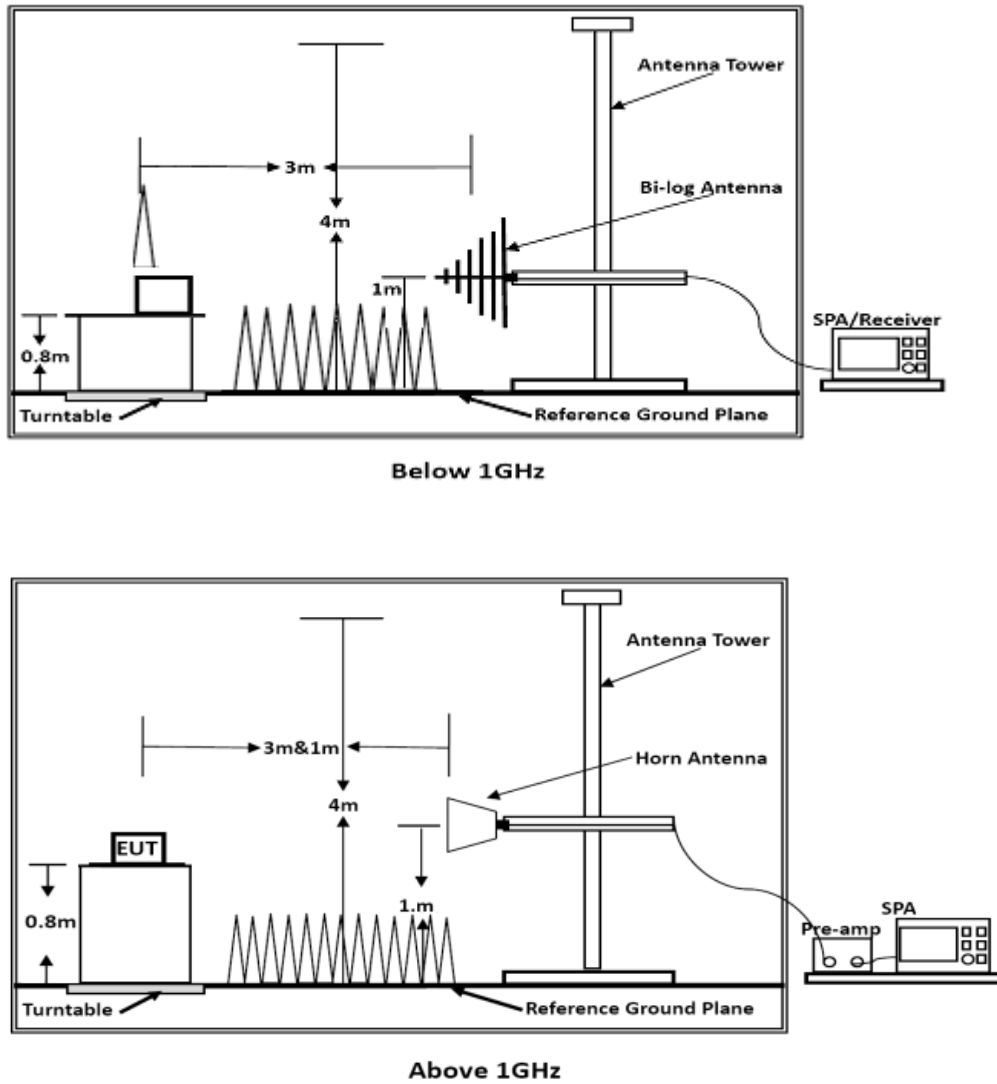 Antenna Tower
3m
Bi-log Antenna
4m
1m
SPA/Receiver
0.8m
Turntable
Reference Ground Plane
Below 1GHz
Antenna Tower
3m&1m
Horn Antenna
4m
EUT
1.m
0.8m
SPA
Pre-amp
Turntable
Reference Ground Plane
Above 1GHz